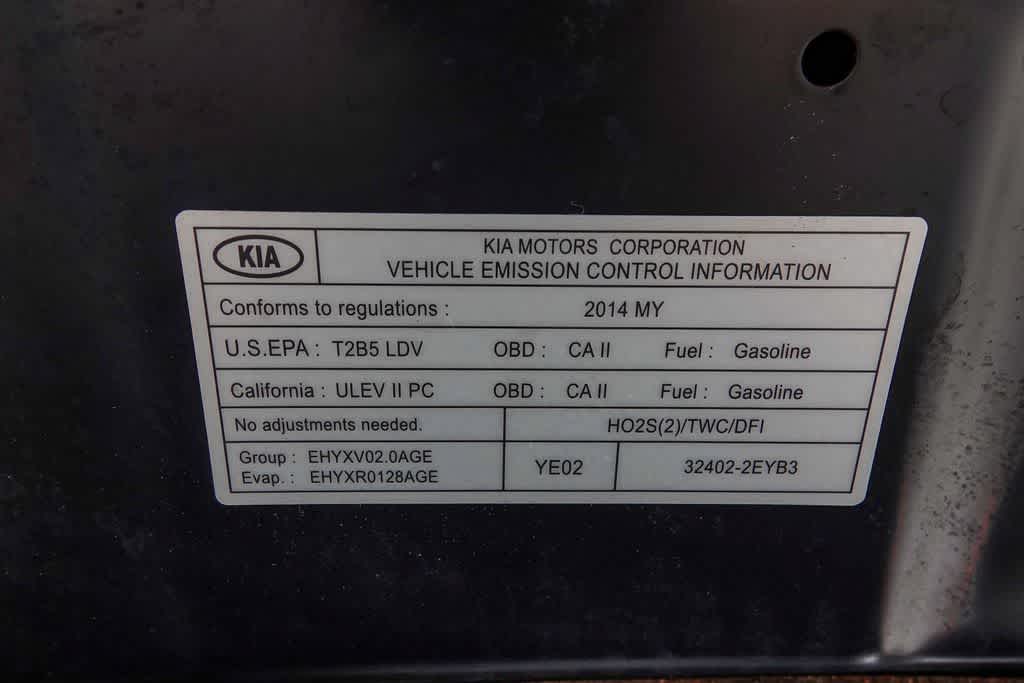 KIA
KIA MOTORS CORPORATION
VEHICLE EMISSION CONTROL INFORMATION
Conforms to regulations : 2014 MY
U.S.EPA : T2B5 LDV OBD : CA II Fuel : Gasoline
California : ULEV II PC OBD : CA II Fuel : Gasoline
No adjustments needed. HO2S(2)/TWC/DFI
Group : EHYXV02.0AGE
Evap. : EHYXR0128AGE
YE02 32402-2EYB3